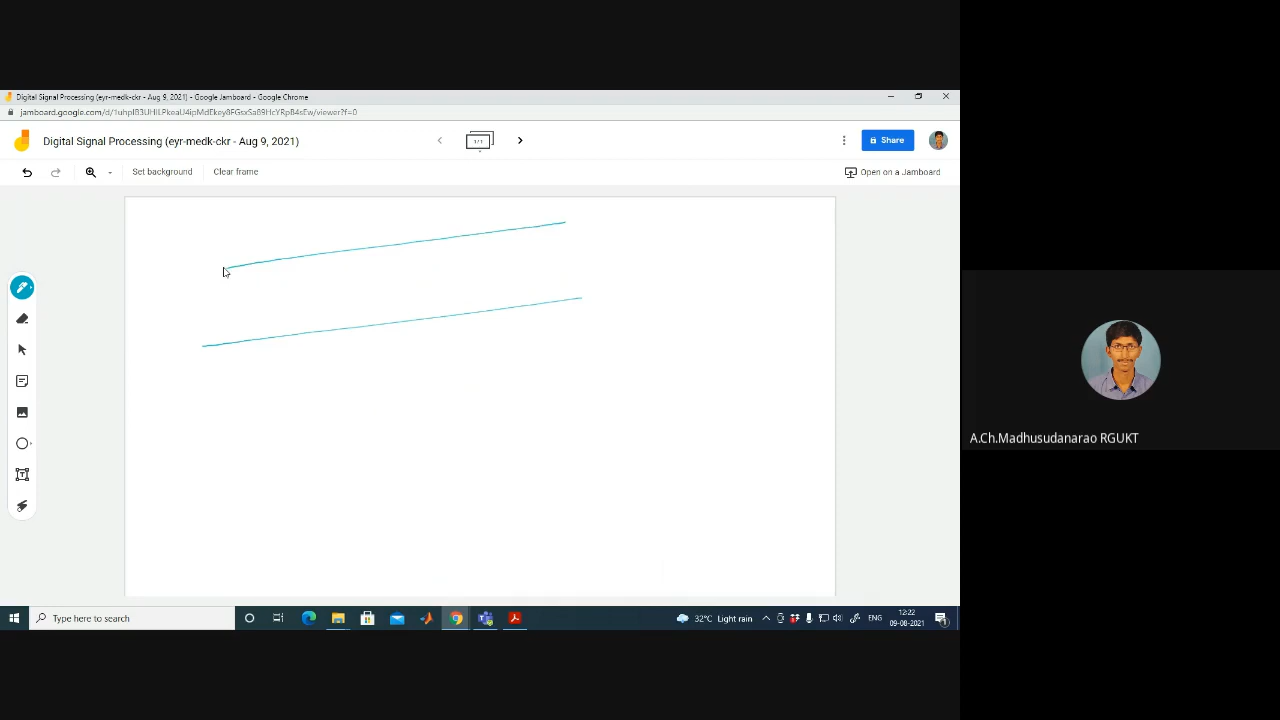 Digital Signal Processing (eyr-medk-ckr - Aug 9, 2021) - Google Jamboard - Google Chrome
Digital Signal Processing (eyr-medk-ckr - Aug 9, 2021)
1/1
Share
Set background
Clear frame
Open on a Jamboard
A.Ch.Madhusudanarao RGUKT
Type here to search
32°C Light rain
ENG
12:22
09-08-2021